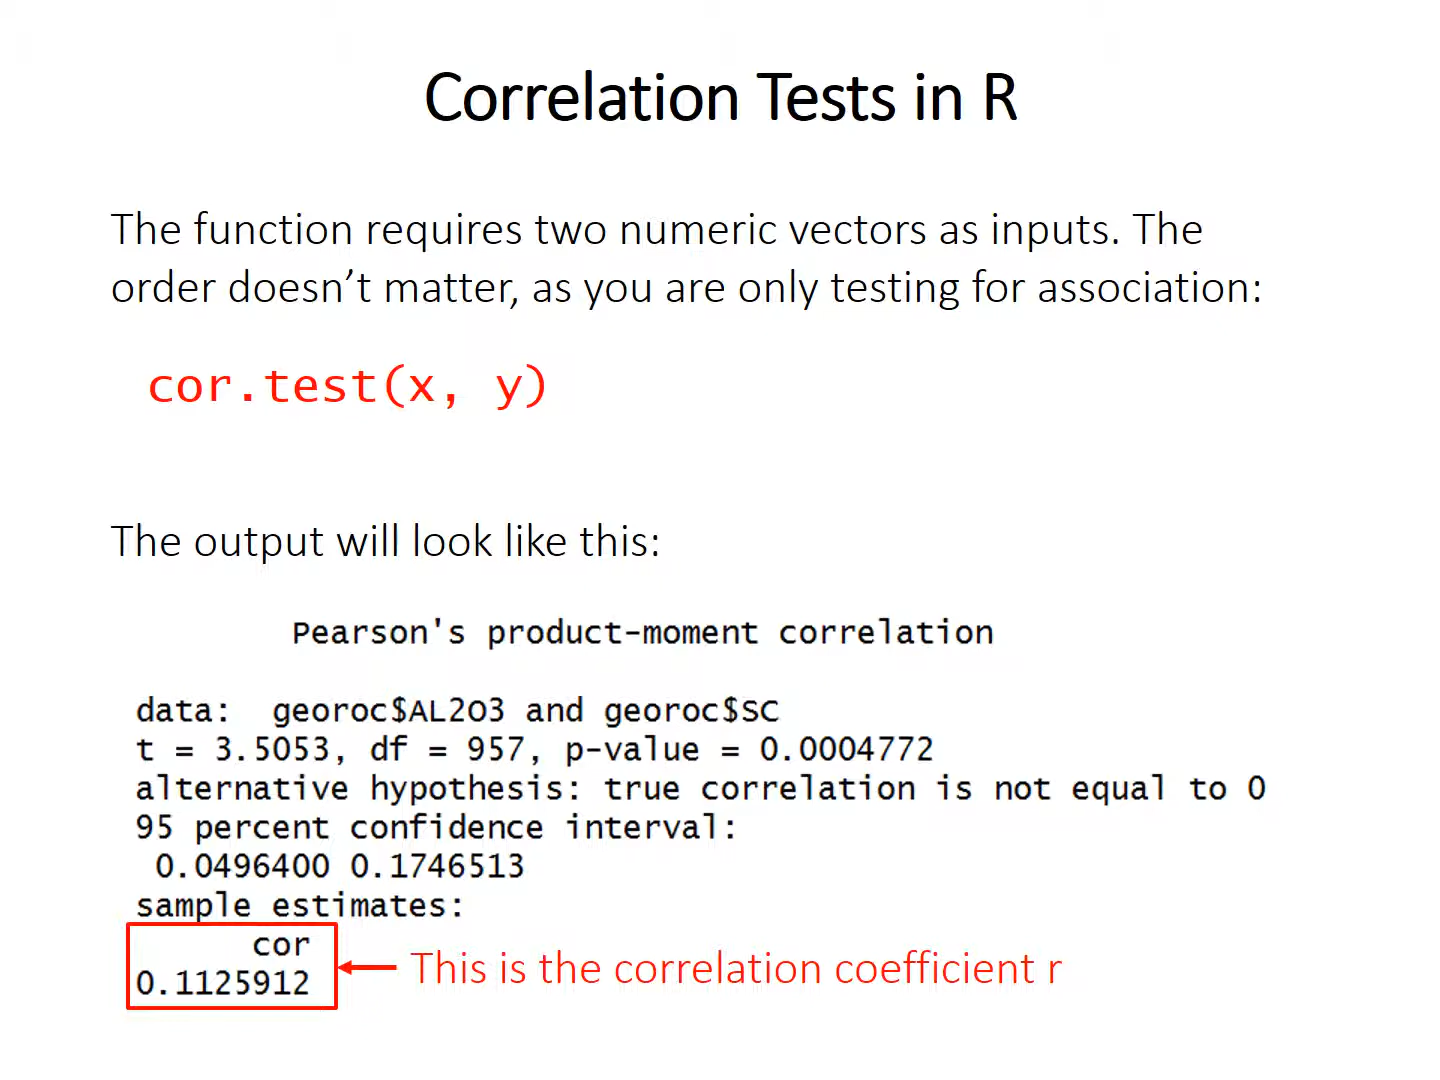 Correlation Tests in R
The function requires two numeric vectors as inputs. The
order doesn’t matter, as you are only testing for association:
cor.test(x, y)
The output will look like this:
Pearson's product-moment correlation
data:  georoc$AL2O3 and georoc$SC
t = 3.5053, df = 957, p-value = 0.0004772
alternative hypothesis: true correlation is not equal to 0
95 percent confidence interval:
0.0496400 0.1746513
sample estimates:
cor
0.1125912
This is the correlation coefficient r